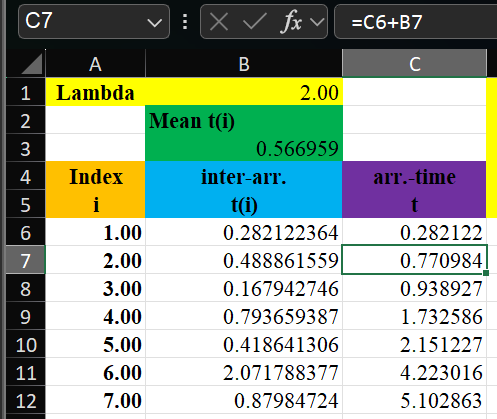 C7 fx =C6+B7
A B C
1 Lambda 2.00
2 Mean t(i)
3 0.566959
4 Index inter-arr. arr.-time
5 i t(i) t
6 1.00 0.282122364 0.282122
7 2.00 0.488861559 0.770984
8 3.00 0.167942746 0.938927
9 4.00 0.793659387 1.732586
10 5.00 0.418641306 2.151227
11 6.00 2.071788377 4.223016
12 7.00 0.87984724 5.102863